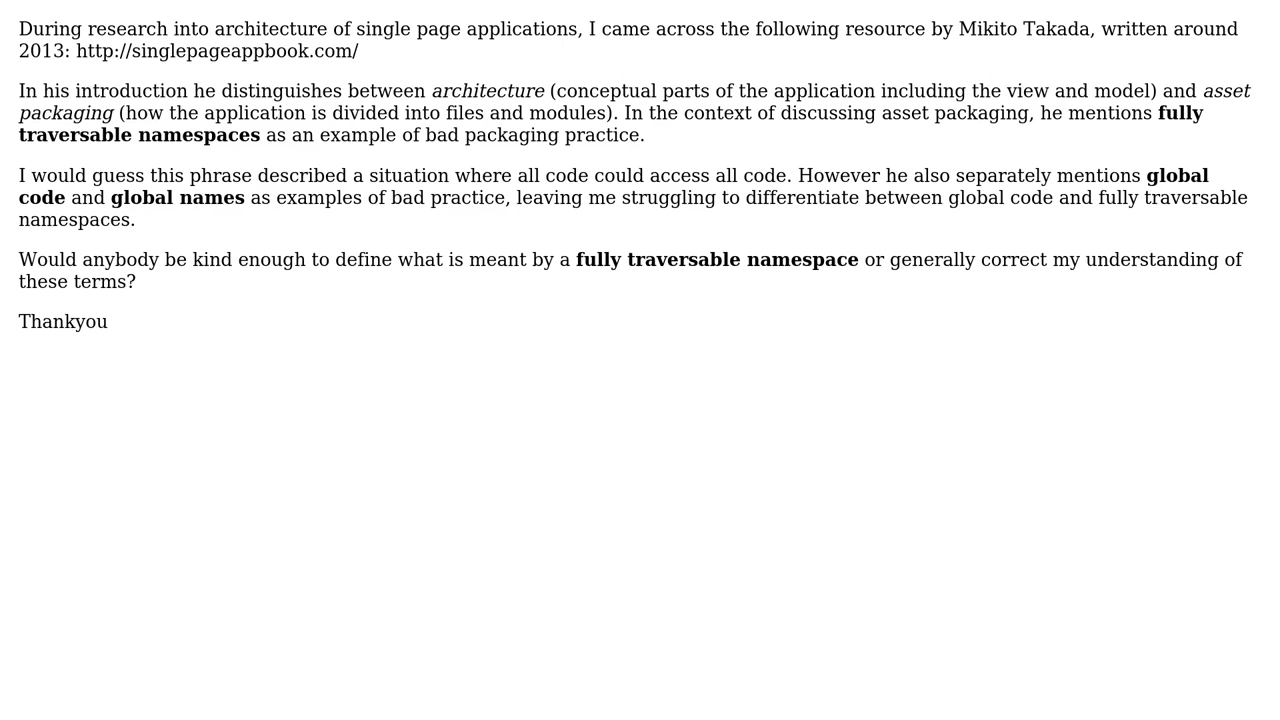 During research into architecture of single page applications, I came across the following resource by Mikito Takada, written around
2013: http://singlepageappbook.com/
In his introduction he distinguishes between architecture (conceptual parts of the application including the view and model) and asset
packaging (how the application is divided into files and modules). In the context of discussing asset packaging, he mentions fully
traversable namespaces as an example of bad packaging practice.
I would guess this phrase described a situation where all code could access all code. However he also separately mentions global
code and global names as examples of bad practice, leaving me struggling to differentiate between global code and fully traversable
namespaces.
Would anybody be kind enough to define what is meant by a fully traversable namespace or generally correct my understanding of
these terms?
Thankyou